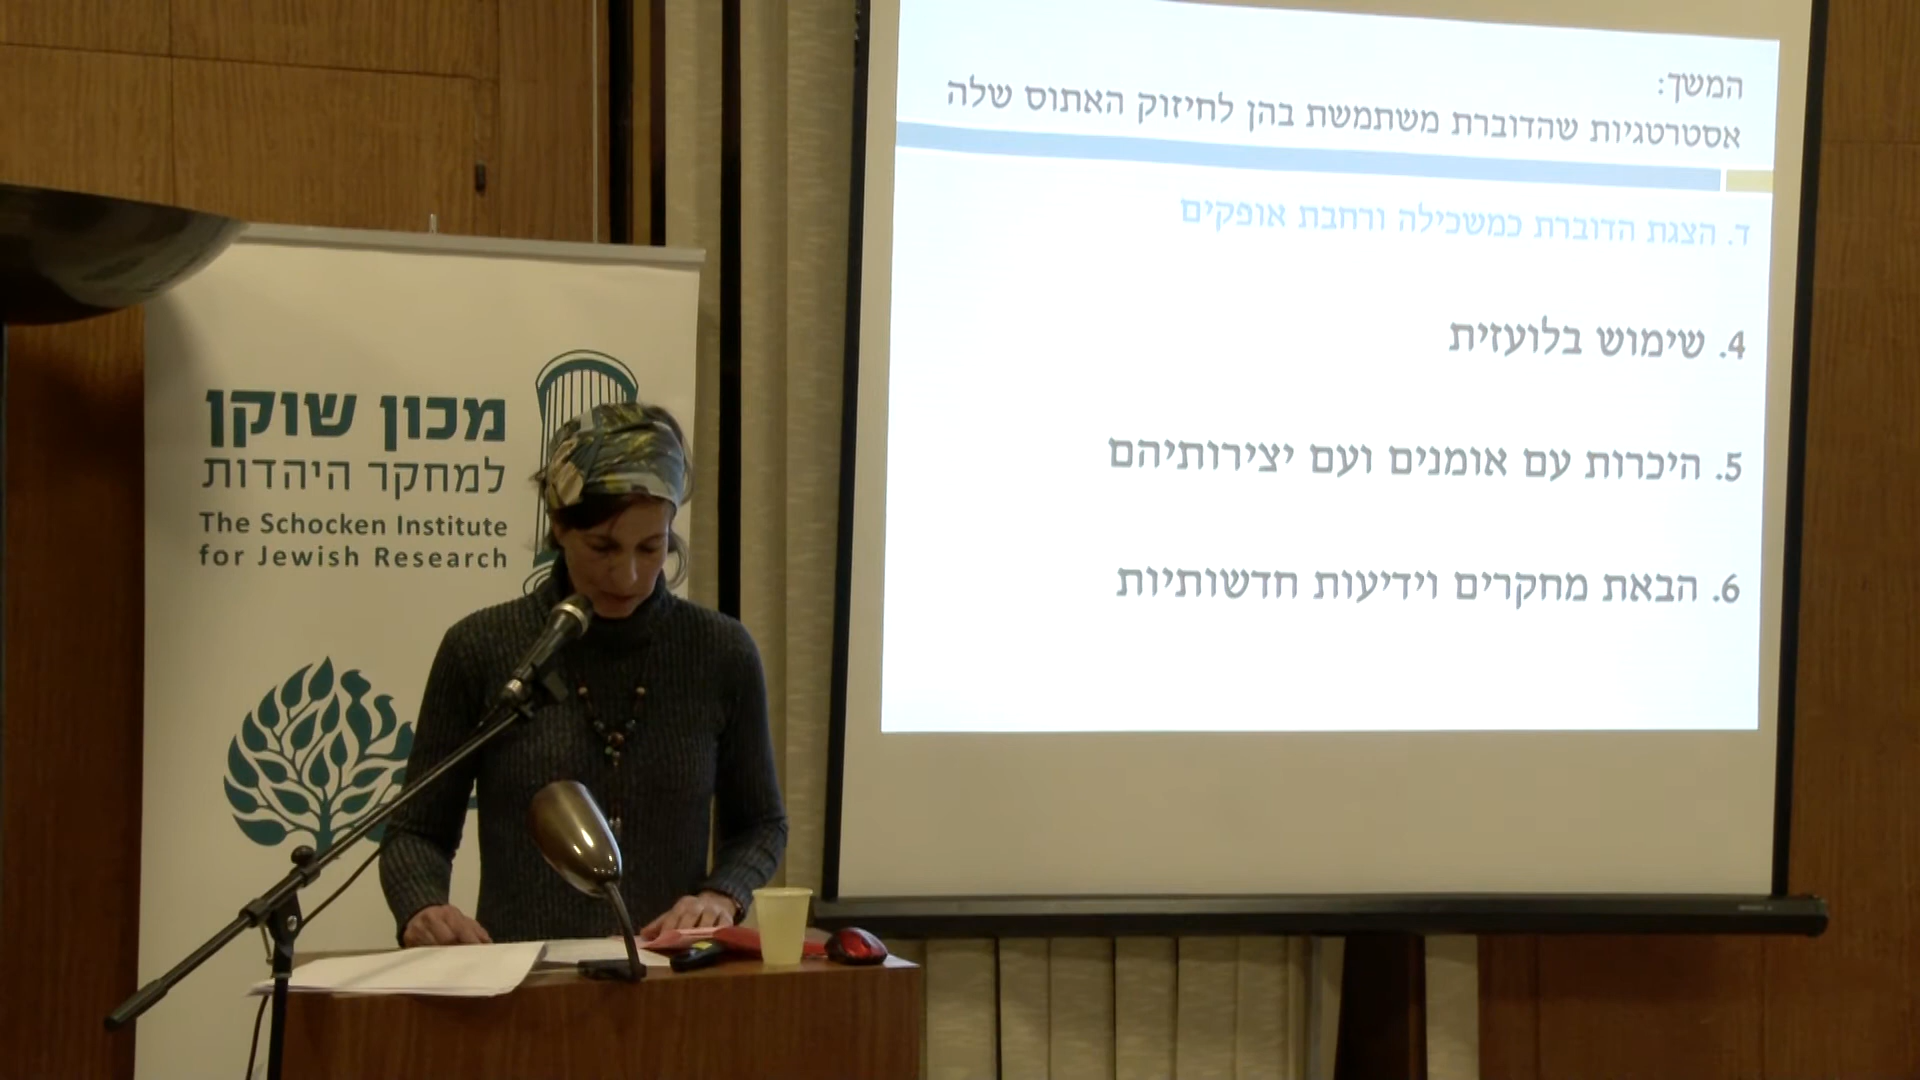 המשך:
אסטרטגיות שהדוברת משתמשת בהן לחיזוק האתוס שלה
ד. הצגת הדוברת כמשכילה ורחבת אופקים
4. שימוש בלועזית
5. היכרות עם אומנים ועם יצירותיהם
6. הבאת מחקרים וידיעות חדשותיות
מכון שוקן
למחקר היהדות
The Schocken Institute
for Jewish Research